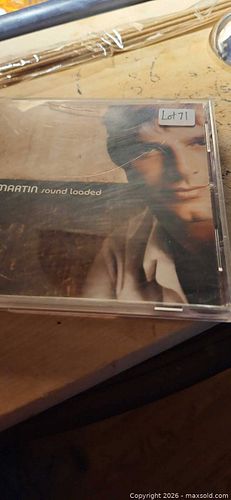 Lot 71
MARTIN sound loaded
Copyright 2026 - maxsold.com